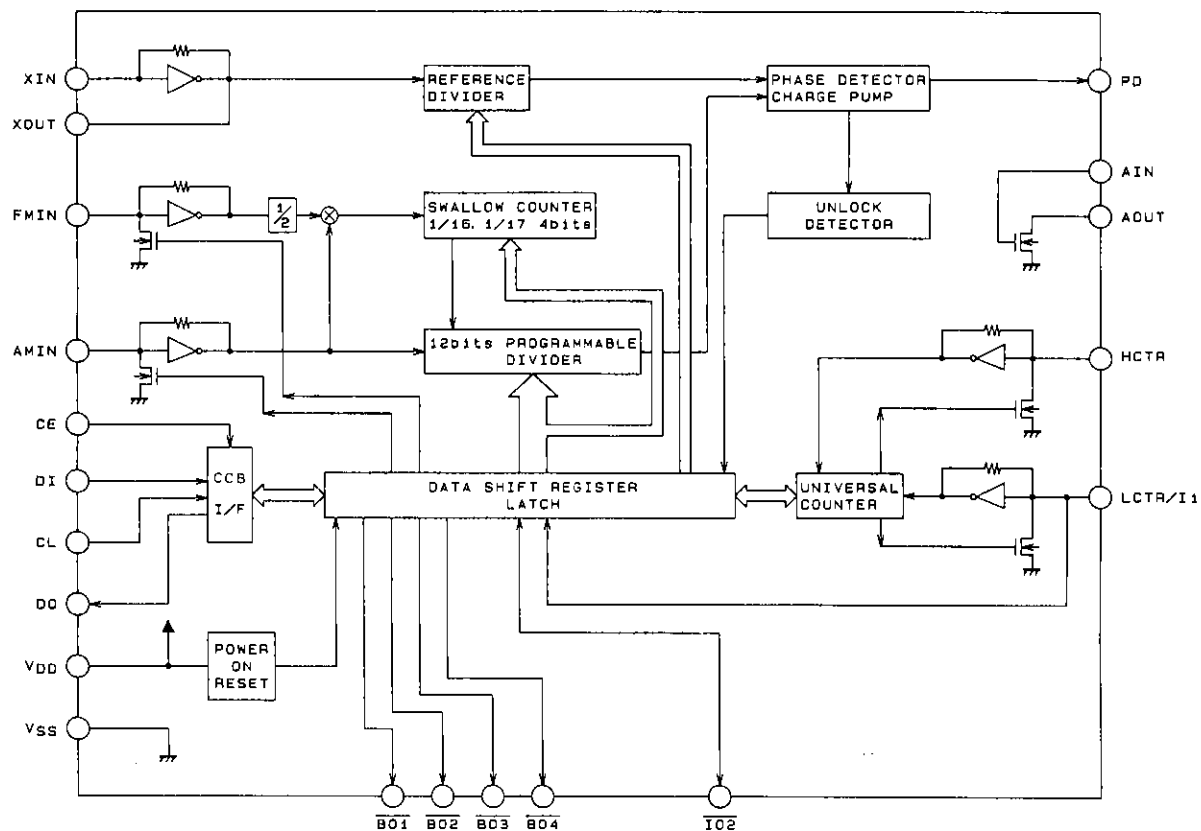 XIN
REFERENCE
DIVIDER
PHASE DETECTOR
CHARGE PUMP
PD
XOUT
AIN
FMIN
1/2
SWALLOW COUNTER
1/16. 1/17 4bits
UNLOCK
DETECTOR
AOUT
AMIN
12bits PROGRAMMABLE
DIVIDER
HCTR
CE
DI
CCB
I/F
DATA SHIFT REGISTER
LATCH
UNIVERSAL
COUNTER
LCTR/I1
CL
DO
VDD
POWER
ON
RESET
VSS
BO1 BO2 BO3 BO4 IO2